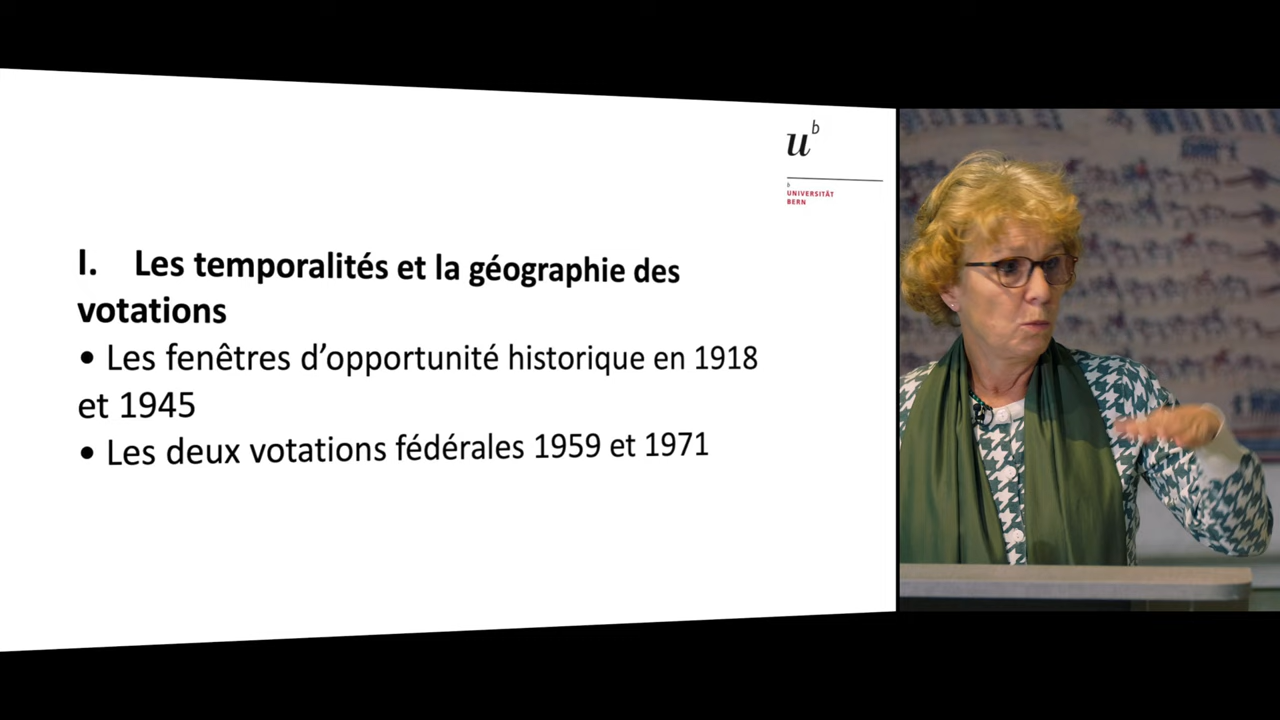 u^b
b
UNIVERSITÄT
BERN
I. Les temporalités et la géographie des
votations
• Les fenêtres d’opportunité historique en 1918
et 1945
• Les deux votations fédérales 1959 et 1971